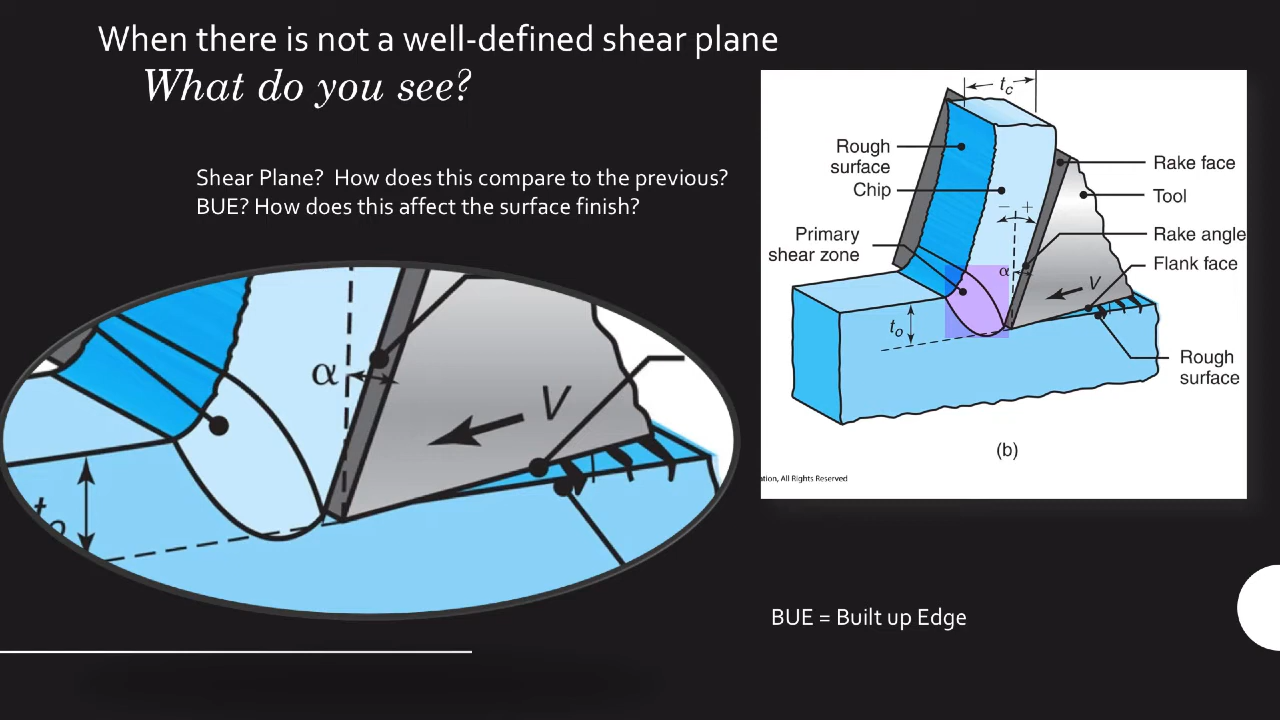 When there is not a well-defined shear plane
What do you see?
Shear Plane? How does this compare to the previous?
BUE? How does this affect the surface finish?
tc
Rough
surface
Chip
Rake face
Tool
− +
Primary
shear zone
Rake angle
Flank face
α
V
to
Rough
surface
(b)
ation, All Rights Reserved
α
V
to
BUE = Built up Edge